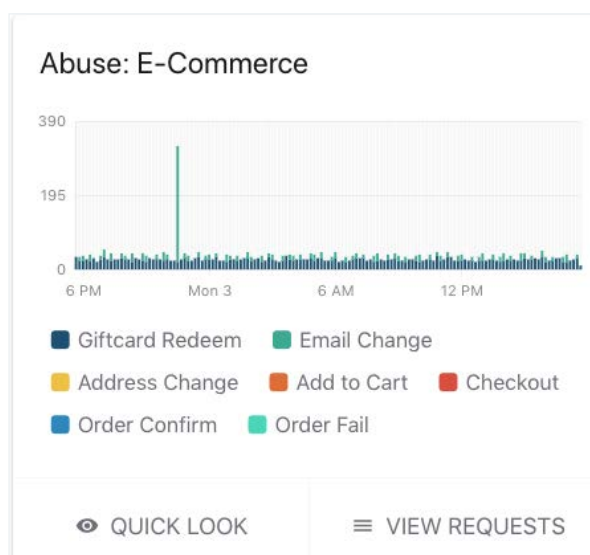 Abuse: E-Commerce
390
195
0
6 PM Mon 3 6 AM 12 PM
Giftcard Redeem Email Change
Address Change Add to Cart Checkout
Order Confirm Order Fail
QUICK LOOK VIEW REQUESTS